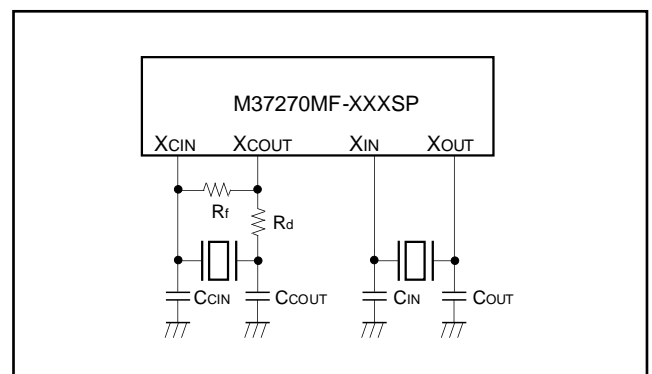 M37270MF-XXXSP
XCIN XCOUT XIN XOUT
Rf
Rd
CCIN CCOUT CIN COUT